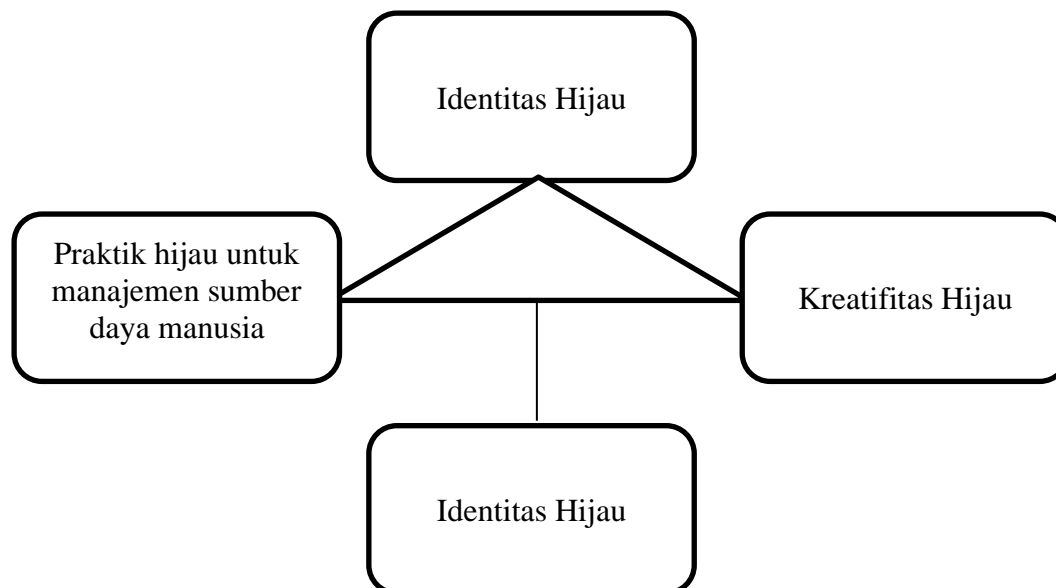 Identitas Hijau
Praktik hijau untuk
manajemen sumber
daya manusia
Kreatifitas Hijau
Identitas Hijau